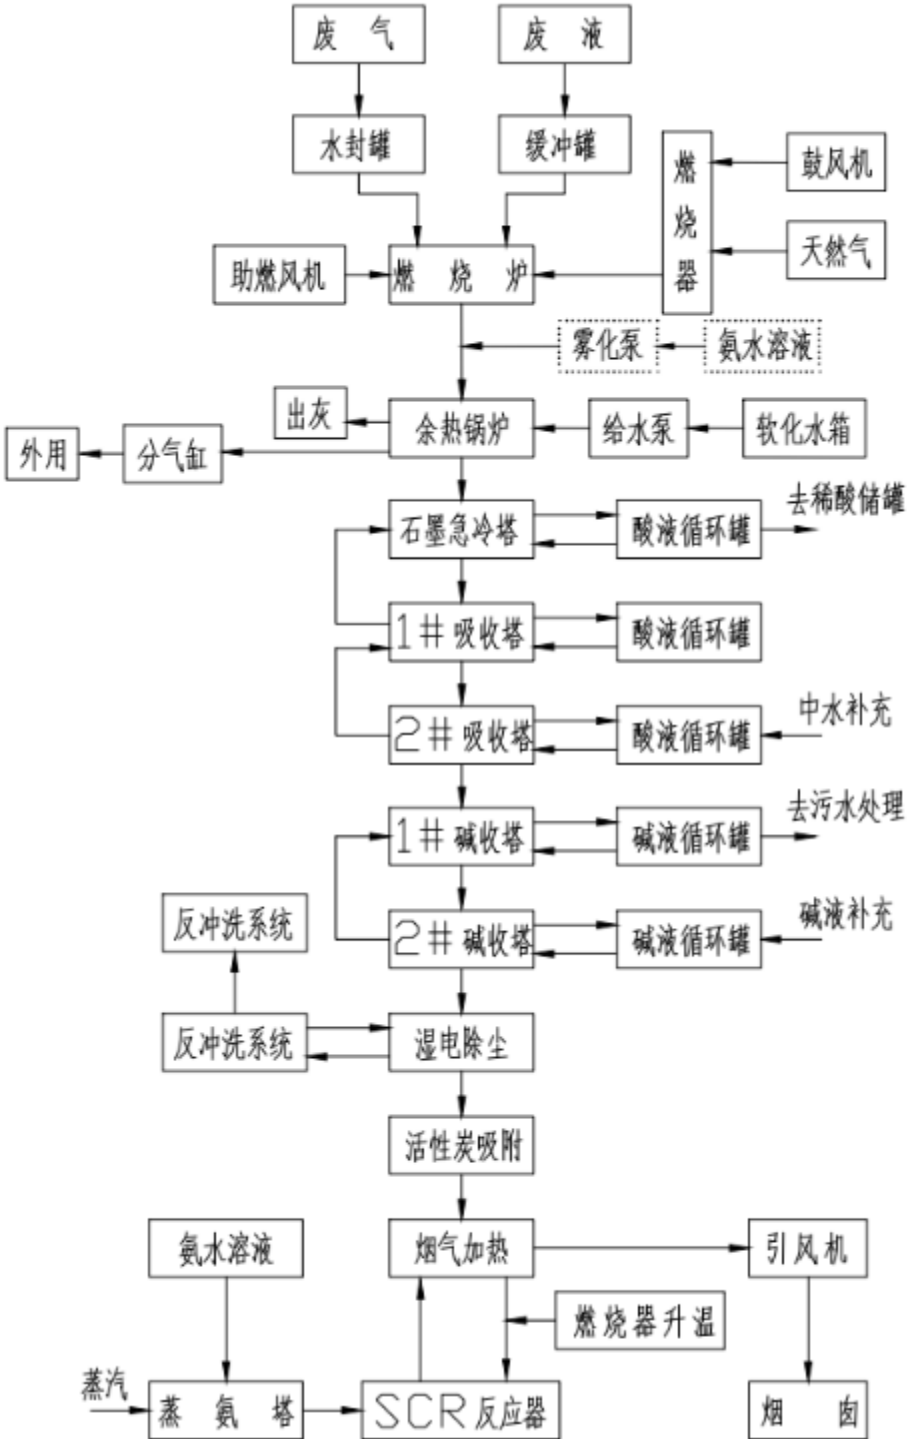 废 气
废 液
水封罐
缓冲罐
燃烧器
鼓风机
天然气
助燃风机
燃 烧 炉
雾化泵
氨水溶液
出灰
余热锅炉
给水泵
软化水箱
外用
分气缸
去稀酸储罐
石墨急冷塔
酸液循环罐
1#吸收塔
酸液循环罐
中水补充
2#吸收塔
酸液循环罐
去污水处理
1#碱收塔
碱液循环罐
反冲洗系统
碱液补充
2#碱收塔
碱液循环罐
反冲洗系统
湿电除尘
活性炭吸附
氨水溶液
烟气加热
引风机
燃烧器升温
蒸汽
蒸 氨 塔
SCR反应器
烟 囱